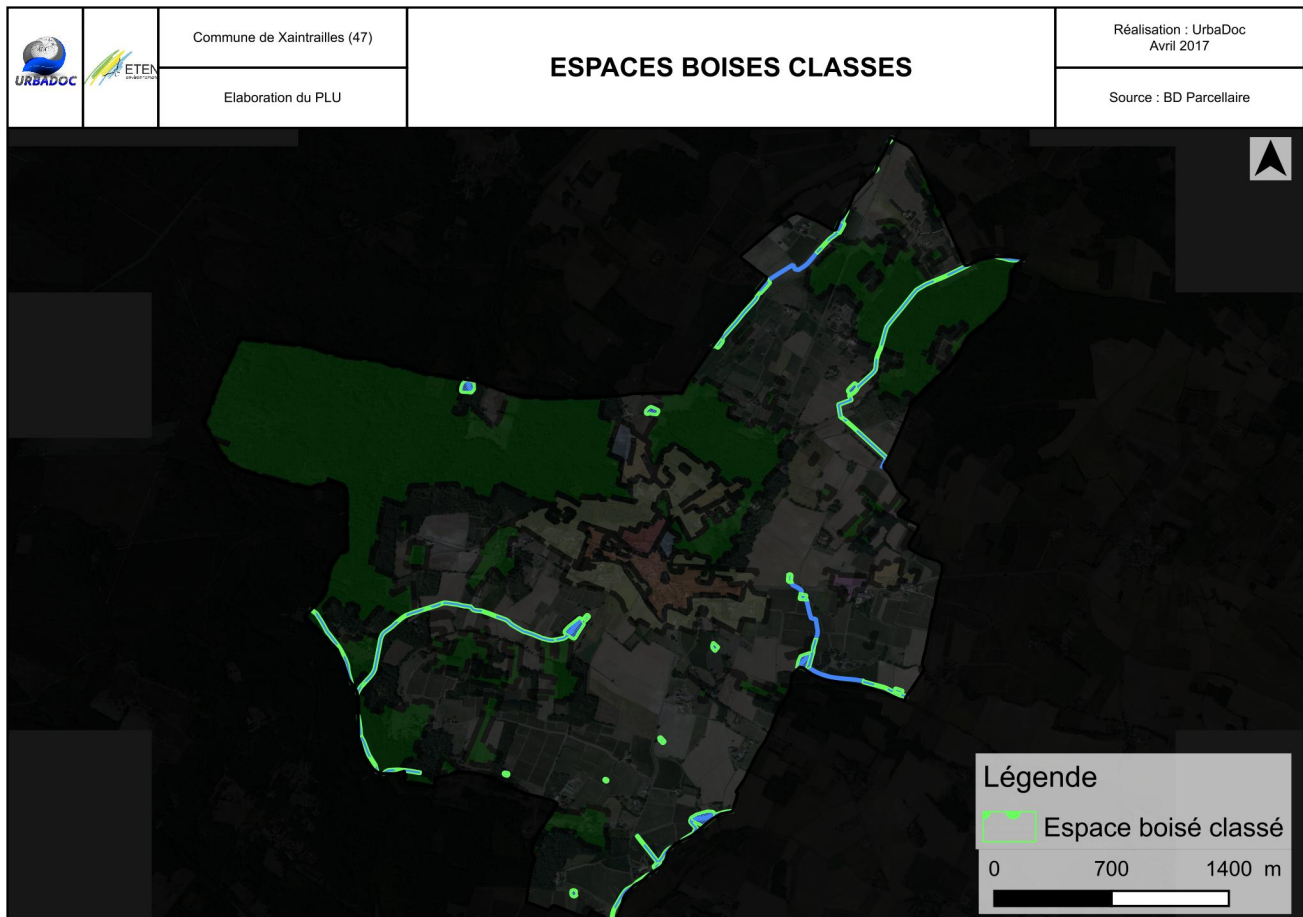 URBADOC
ETEN
Commune de Xaintrailles (47)
Elaboration du PLU
ESPACES BOISES CLASSES
Réalisation : UrbaDoc
Avril 2017
Source : BD Parcellaire
Légende
Espace boisé classé
0 700 1400 m